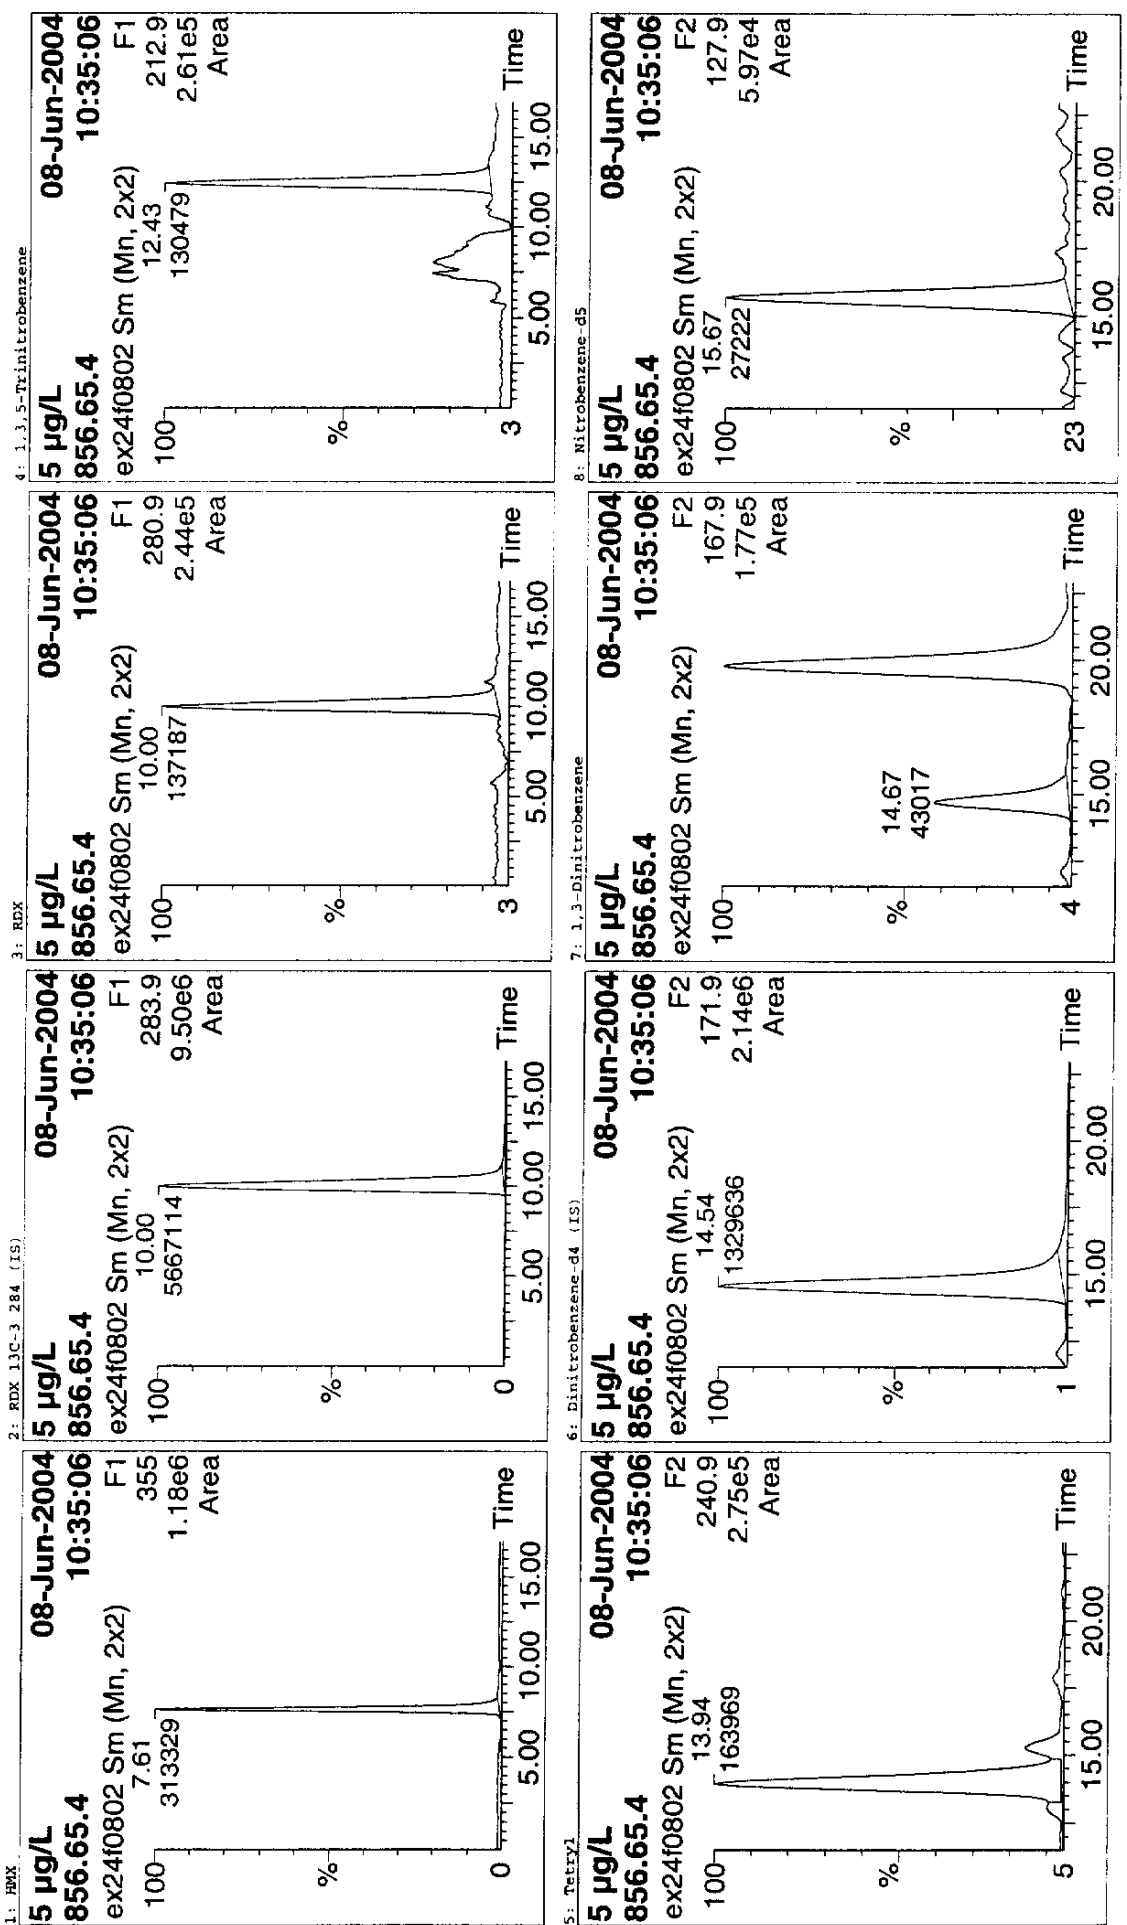 1: HMX
5 µg/L 08-Jun-2004
856.65.4 10:35:06
ex24f0802 Sm (Mn, 2x2) F1
7.61 355
313329 1.18e6
Area
100
%
0
5.00 10.00 15.00
Time
2: RDX 13C-3 284 (IS)
5 µg/L 08-Jun-2004
856.65.4 10:35:06
ex24f0802 Sm (Mn, 2x2) F1
10.00 283.9
5667114 9.50e6
Area
100
%
0
5.00 10.00 15.00
Time
3: RDX
5 µg/L 08-Jun-2004
856.65.4 10:35:06
ex24f0802 Sm (Mn, 2x2) F1
10.00 280.9
137187 2.44e5
Area
100
%
3
5.00 10.00 15.00
Time
4: 1,3,5-Trinitrobenzene
5 µg/L 08-Jun-2004
856.65.4 10:35:06
ex24f0802 Sm (Mn, 2x2) F1
12.43 212.9
130479 2.61e5
Area
100
%
3
5.00 10.00 15.00
Time
5: Tetryl
5 µg/L 08-Jun-2004
856.65.4 10:35:06
ex24f0802 Sm (Mn, 2x2) F2
13.94 240.9
163969 2.75e5
Area
100
%
5
15.00 20.00
Time
6: Dinitrobenzene-d4 (IS)
5 µg/L 08-Jun-2004
856.65.4 10:35:06
ex24f0802 Sm (Mn, 2x2) F2
14.54 171.9
1329636 2.14e6
Area
100
%
1
15.00 20.00
Time
7: 1,3-Dinitrobenzene
5 µg/L 08-Jun-2004
856.65.4 10:35:06
ex24f0802 Sm (Mn, 2x2) F2
167.9
1.77e5
Area
100
14.67
43017
%
4
15.00 20.00
Time
8: Nitrobenzene-d5
5 µg/L 08-Jun-2004
856.65.4 10:35:06
ex24f0802 Sm (Mn, 2x2) F2
15.67 127.9
27222 5.97e4
Area
100
%
23
15.00 20.00
Time